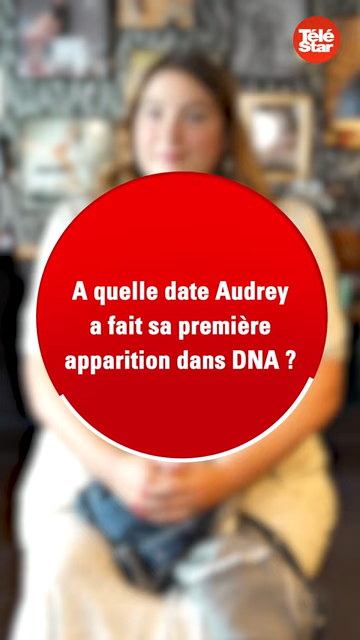 Télé
Star
A quelle date Audrey
a fait sa première
apparition dans DNA ?